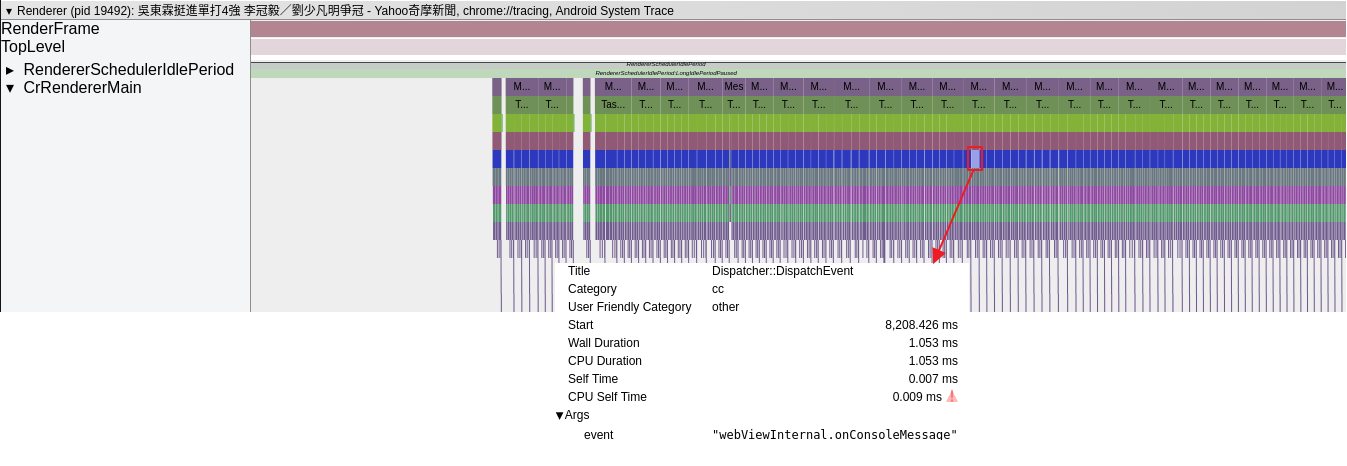 ▼ Renderer (pid 19492): 吳東霖挺進單打4強 李冠毅／劉少凡明爭冠 - Yahoo奇摩新聞, chrome://tracing, Android System Trace
RenderFrame
TopLevel
RendererSchedulerIdlePeriod
► RendererSchedulerIdlePeriod
RendererSchedulerIdlePeriod:LongIdlePeriodPaused
▼ CrRendererMain
M... M... M... M... M... M... Mes M... M... M... M... M... M... M... M... M... M... M... M... M... M... M... M... M... M... M... M...
T... T... Tas... T... T... T... T... T... T... T... T... T... T... T... T... T... T... T... T... T... T... T... T... T... T... T... T...
Title Dispatcher::DispatchEvent
Category cc
User Friendly Category other
Start 8,208.426 ms
Wall Duration 1.053 ms
CPU Duration 1.053 ms
Self Time 0.007 ms
CPU Self Time 0.009 ms
▼Args
event "webViewInternal.onConsoleMessage"